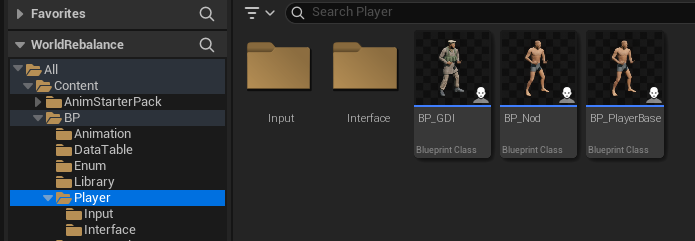 Favorites
WorldRebalance
All
Content
AnimStarterPack
BP
Animation
DataTable
Enum
Library
Player
Input
Interface
Search Player
Input
Interface
BP_GDI
Blueprint Class
BP_Nod
Blueprint Class
BP_PlayerBase
Blueprint Class